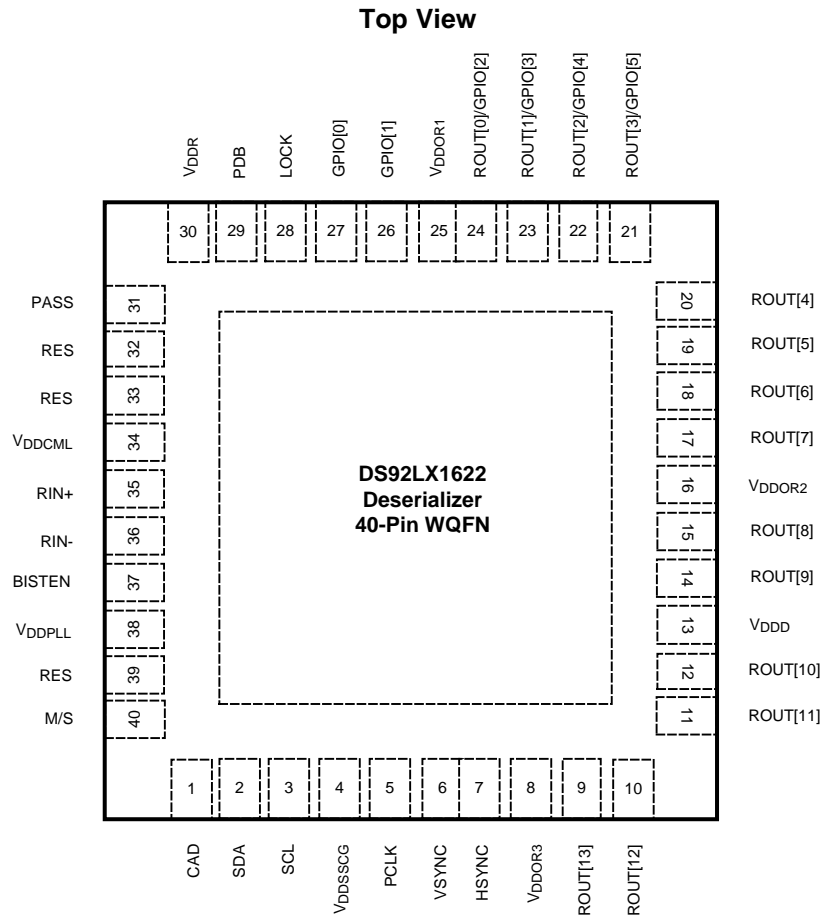 Top View
VDDR
PDB
LOCK
GPIO[0]
GPIO[1]
VDDOR1
ROUT[0]/GPIO[2]
ROUT[1]/GPIO[3]
ROUT[2]/GPIO[4]
ROUT[3]/GPIO[5]
30 29 28 27 26 25 24 23 22 21
PASS 31
RES 32
RES 33
VDDCML 34
RIN+ 35
RIN- 36
BISTEN 37
VDDPLL 38
RES 39
M/S 40
DS92LX1622
Deserializer
40-Pin WQFN
20 ROUT[4]
19 ROUT[5]
18 ROUT[6]
17 ROUT[7]
16 VDDOR2
15 ROUT[8]
14 ROUT[9]
13 VDDD
12 ROUT[10]
11 ROUT[11]
1 2 3 4 5 6 7 8 9 10
CAD
SDA
SCL
VDDSSCG
PCLK
VSYNC
HSYNC
VDDOR3
ROUT[13]
ROUT[12]